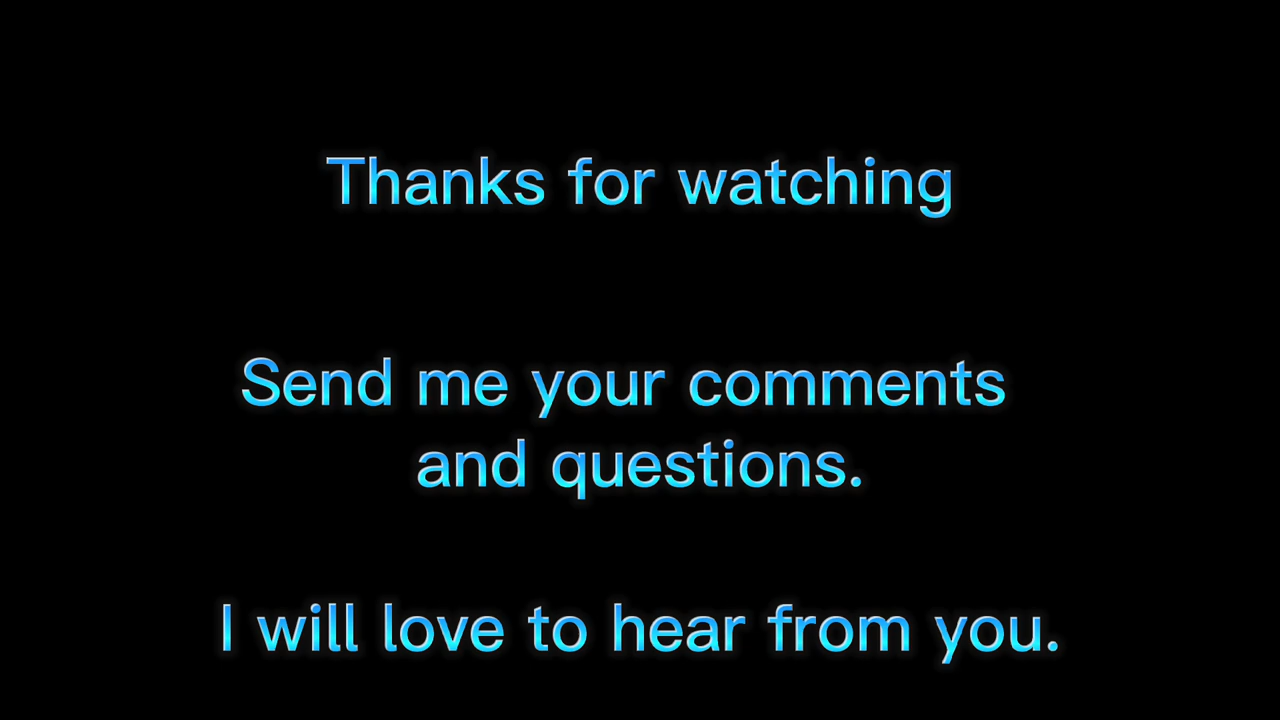 Thanks for watching
Send me your comments
and questions.
I will love to hear from you.